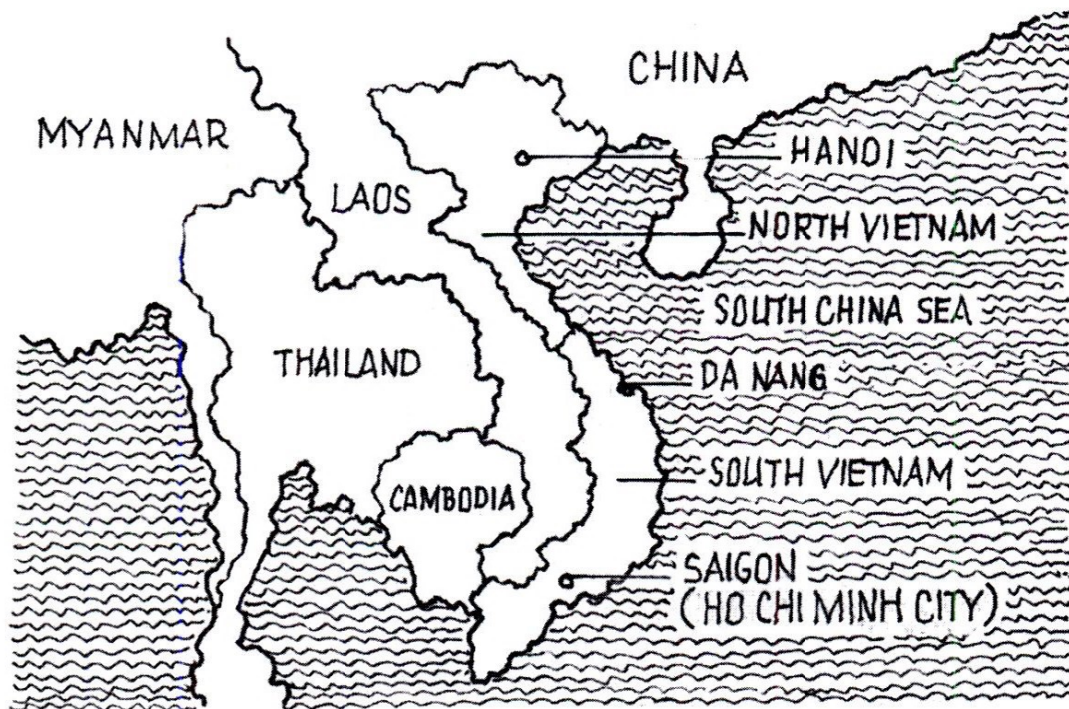 CHINA
MYANMAR
HANOI
LAOS
NORTH VIETNAM
SOUTH CHINA SEA
THAILAND
DA NANG
SOUTH VIETNAM
CAMBODIA
SAIGON
(HO CHI MINH CITY)